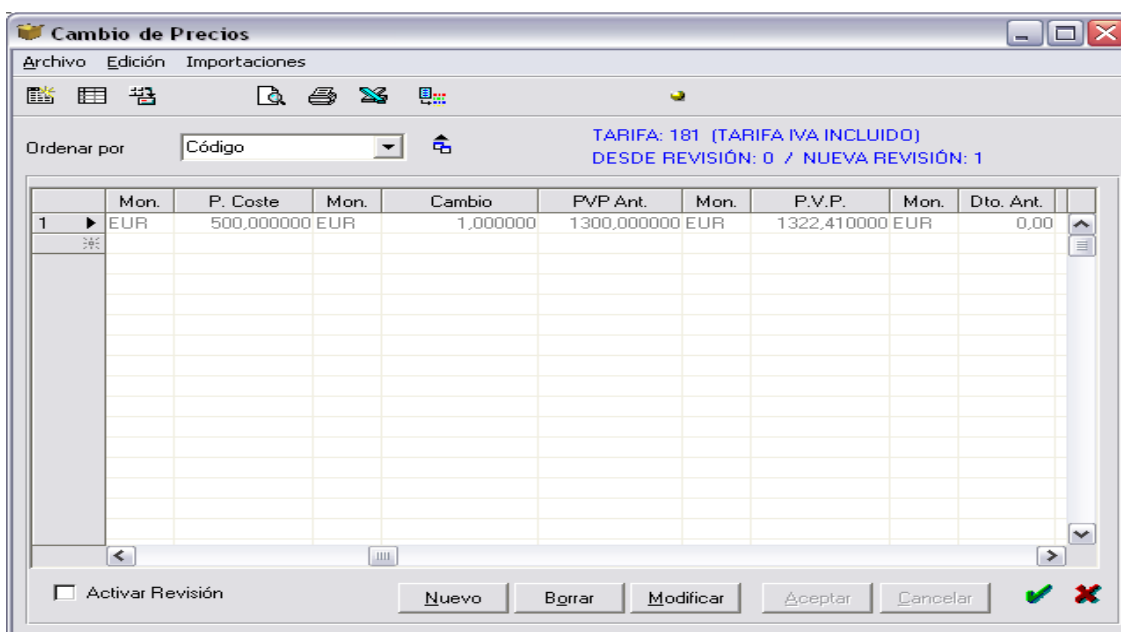 Cambio de Precios
Archivo Edición Importaciones
Ordenar por Código
TARIFA: 181 (TARIFA IVA INCLUIDO)
DESDE REVISIÓN: 0 / NUEVA REVISIÓN: 1
Mon. P. Coste Mon. Cambio PVP Ant. Mon. P.V.P. Mon. Dto. Ant.
1 EUR 500,000000 EUR 1,000000 1300,000000 EUR 1322,410000 EUR 0,00
Activar Revisión Nuevo Borrar Modificar Aceptar Cancelar